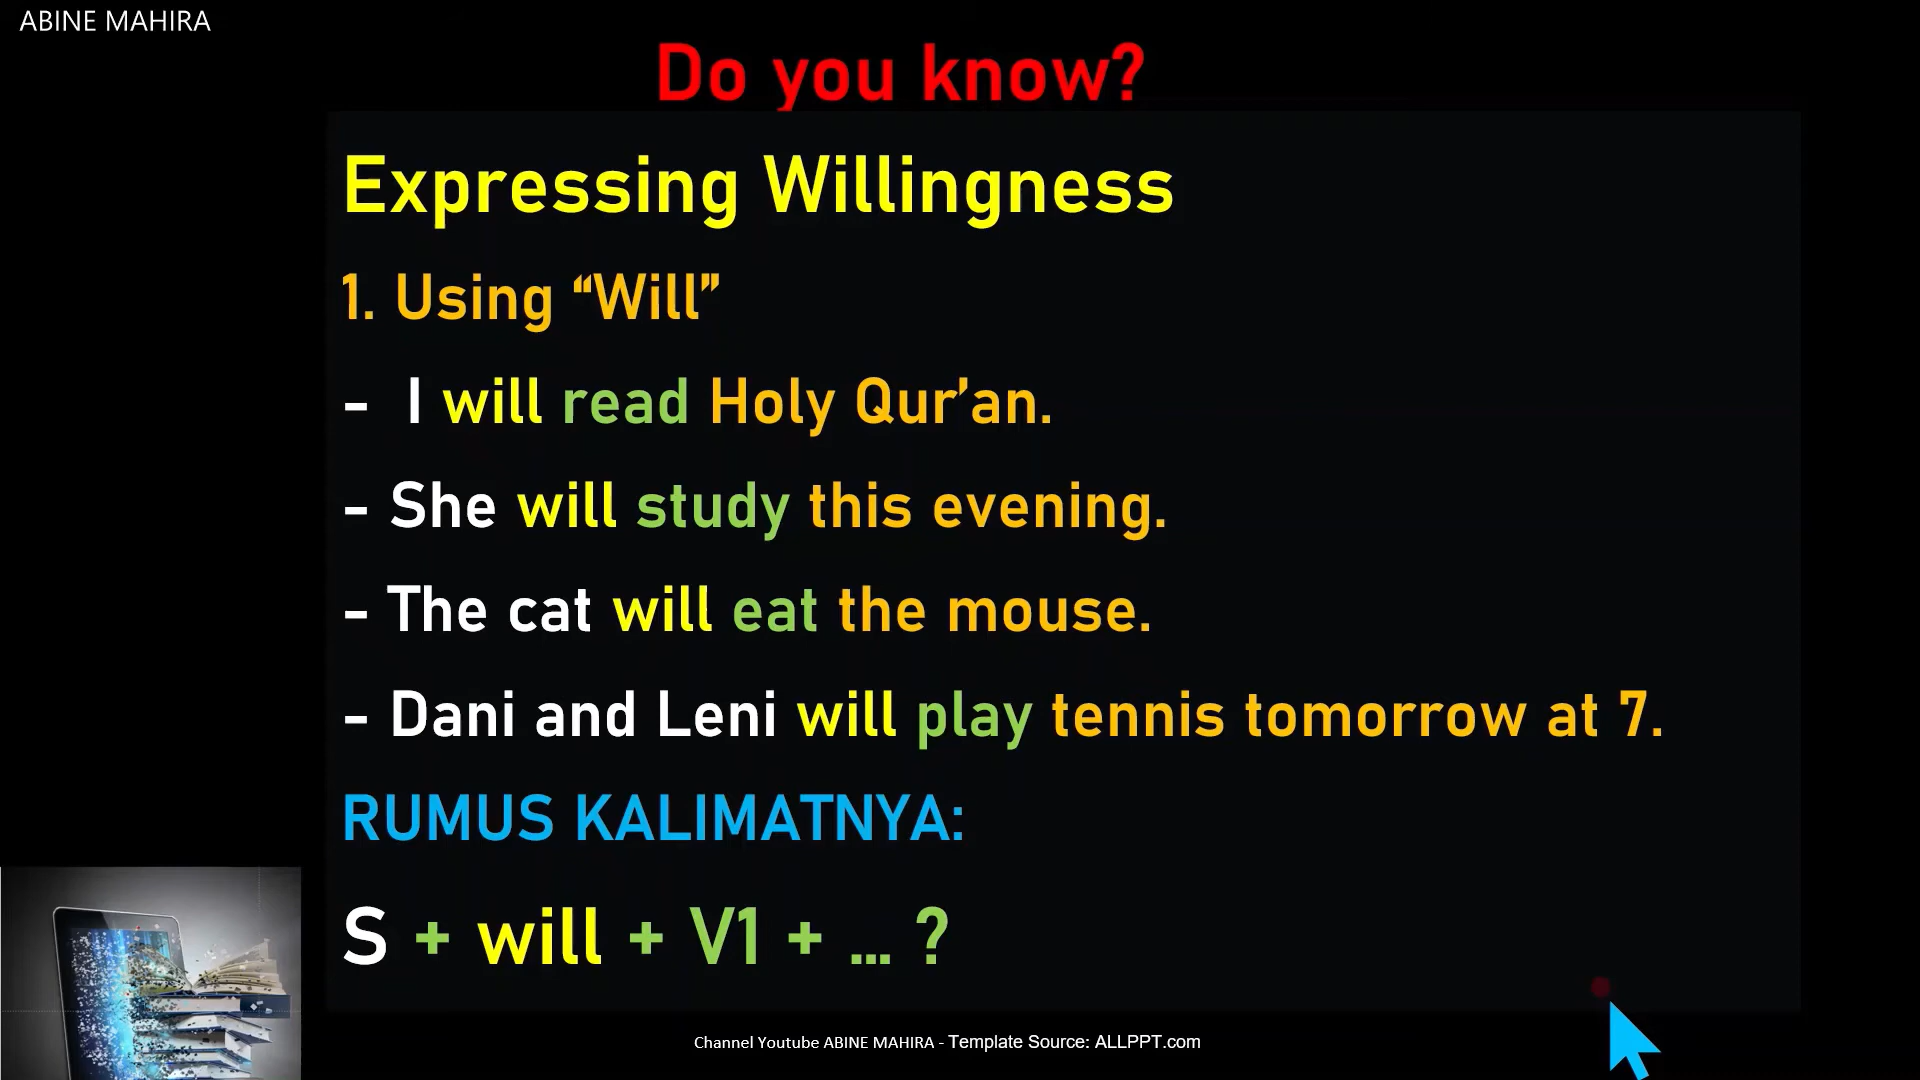 ABINE MAHIRA
Do you know?
Expressing Willingness
1. Using “Will”
- I will read Holy Qur’an.
- She will study this evening.
- The cat will eat the mouse.
- Dani and Leni will play tennis tomorrow at 7.
RUMUS KALIMATNYA:
S + will + V1 + ... ?
Channel Youtube ABINE MAHIRA - Template Source: ALLPPT.com